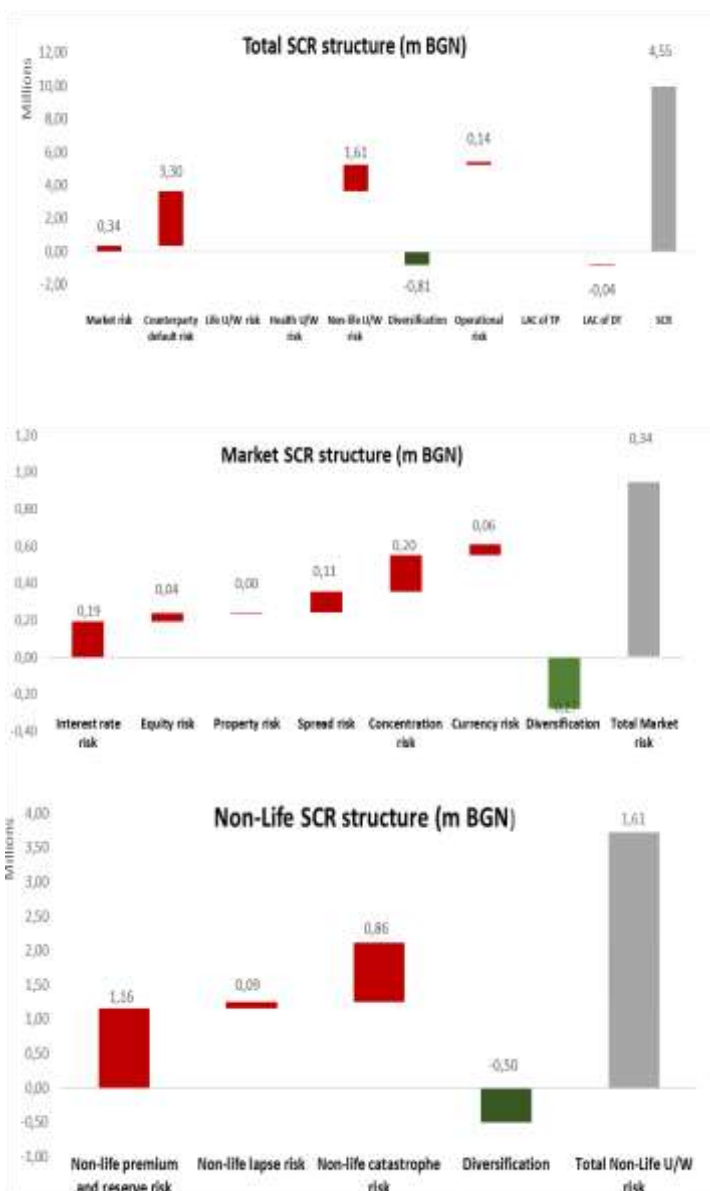 Total SCR structure (m BGN)
Millions
12,00
10,00
8,00
6,00
4,00
2,00
0,00
-2,00
0,34
3,30
1,61
-0,81
0,14
-0,04
4,55
Market risk
Counterparty default risk
Life U/W risk
Health U/W risk
Non-life U/W risk
Diversification
Operational risk
LAC of TP
LAC of DT
SCR
Market SCR structure (m BGN)
1,20
1,00
0,80
0,60
0,40
0,20
0,00
-0,20
-0,40
0,19
0,04
0,00
0,11
0,20
0,06
0,34
Interest rate risk
Equity risk
Property risk
Spread risk
Concentration risk
Currency risk
Diversification
Total Market risk
Non-Life SCR structure (m BGN)
Millions
4,00
3,50
3,00
2,50
2,00
1,50
1,00
0,50
0,00
-0,50
-1,00
1,16
0,09
0,86
-0,50
1,61
Non-life premium and reserve risk
Non-life lapse risk
Non-life catastrophe risk
Diversification
Total Non-Life U/W risk